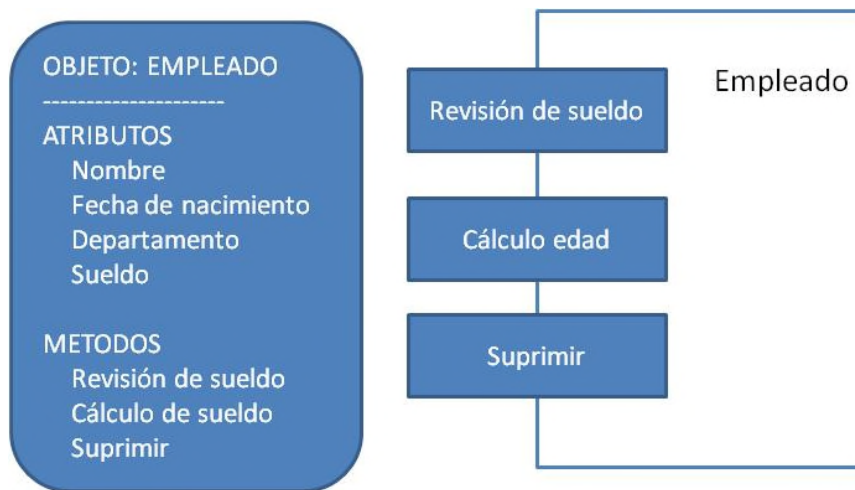 OBJETO: EMPLEADO
---------------------
ATRIBUTOS
Nombre
Fecha de nacimiento
Departamento
Sueldo
METODOS
Revisión de sueldo
Cálculo de sueldo
Suprimir
Empleado
Revisión de sueldo
Cálculo edad
Suprimir